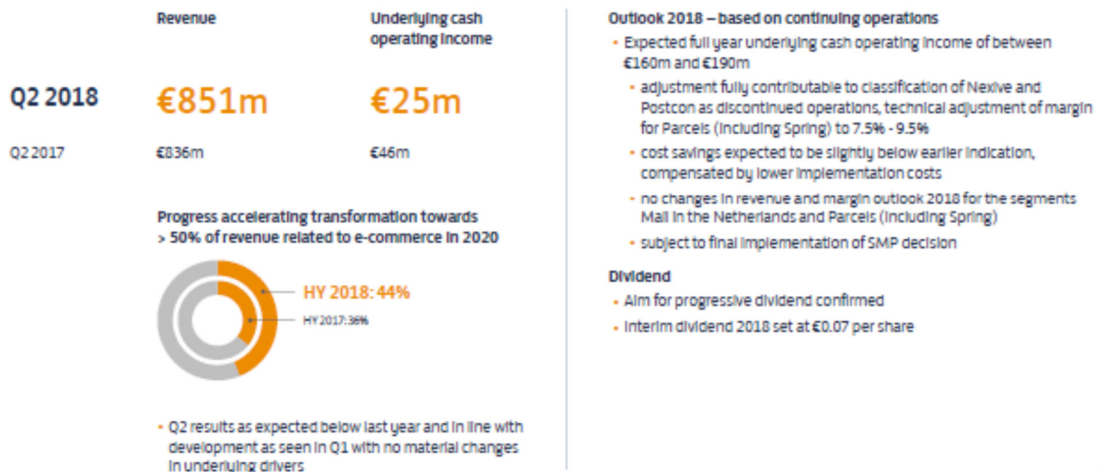 Revenue
Underlying cash
operating income
Q2 2018
€851m
€25m
Q2 2017
€836m
€46m
Progress accelerating transformation towards
> 50% of revenue related to e-commerce in 2020
HY 2018: 44%
HY 2017: 36%
• Q2 results as expected below last year and in line with
development as seen in Q1 with no material changes
in underlying drivers
Outlook 2018 – based on continuing operations
• Expected full year underlying cash operating income of between
€160m and €190m
• adjustment fully contributable to classification of Nexive and
Postcon as discontinued operations, technical adjustment of margin
for Parcels (including Spring) to 7.5% - 9.5%
• cost savings expected to be slightly below earlier indication,
compensated by lower implementation costs
• no changes in revenue and margin outlook 2018 for the segments
Mail in the Netherlands and Parcels (including Spring)
• subject to final implementation of SMP decision
Dividend
• Aim for progressive dividend confirmed
• Interim dividend 2018 set at €0.07 per share